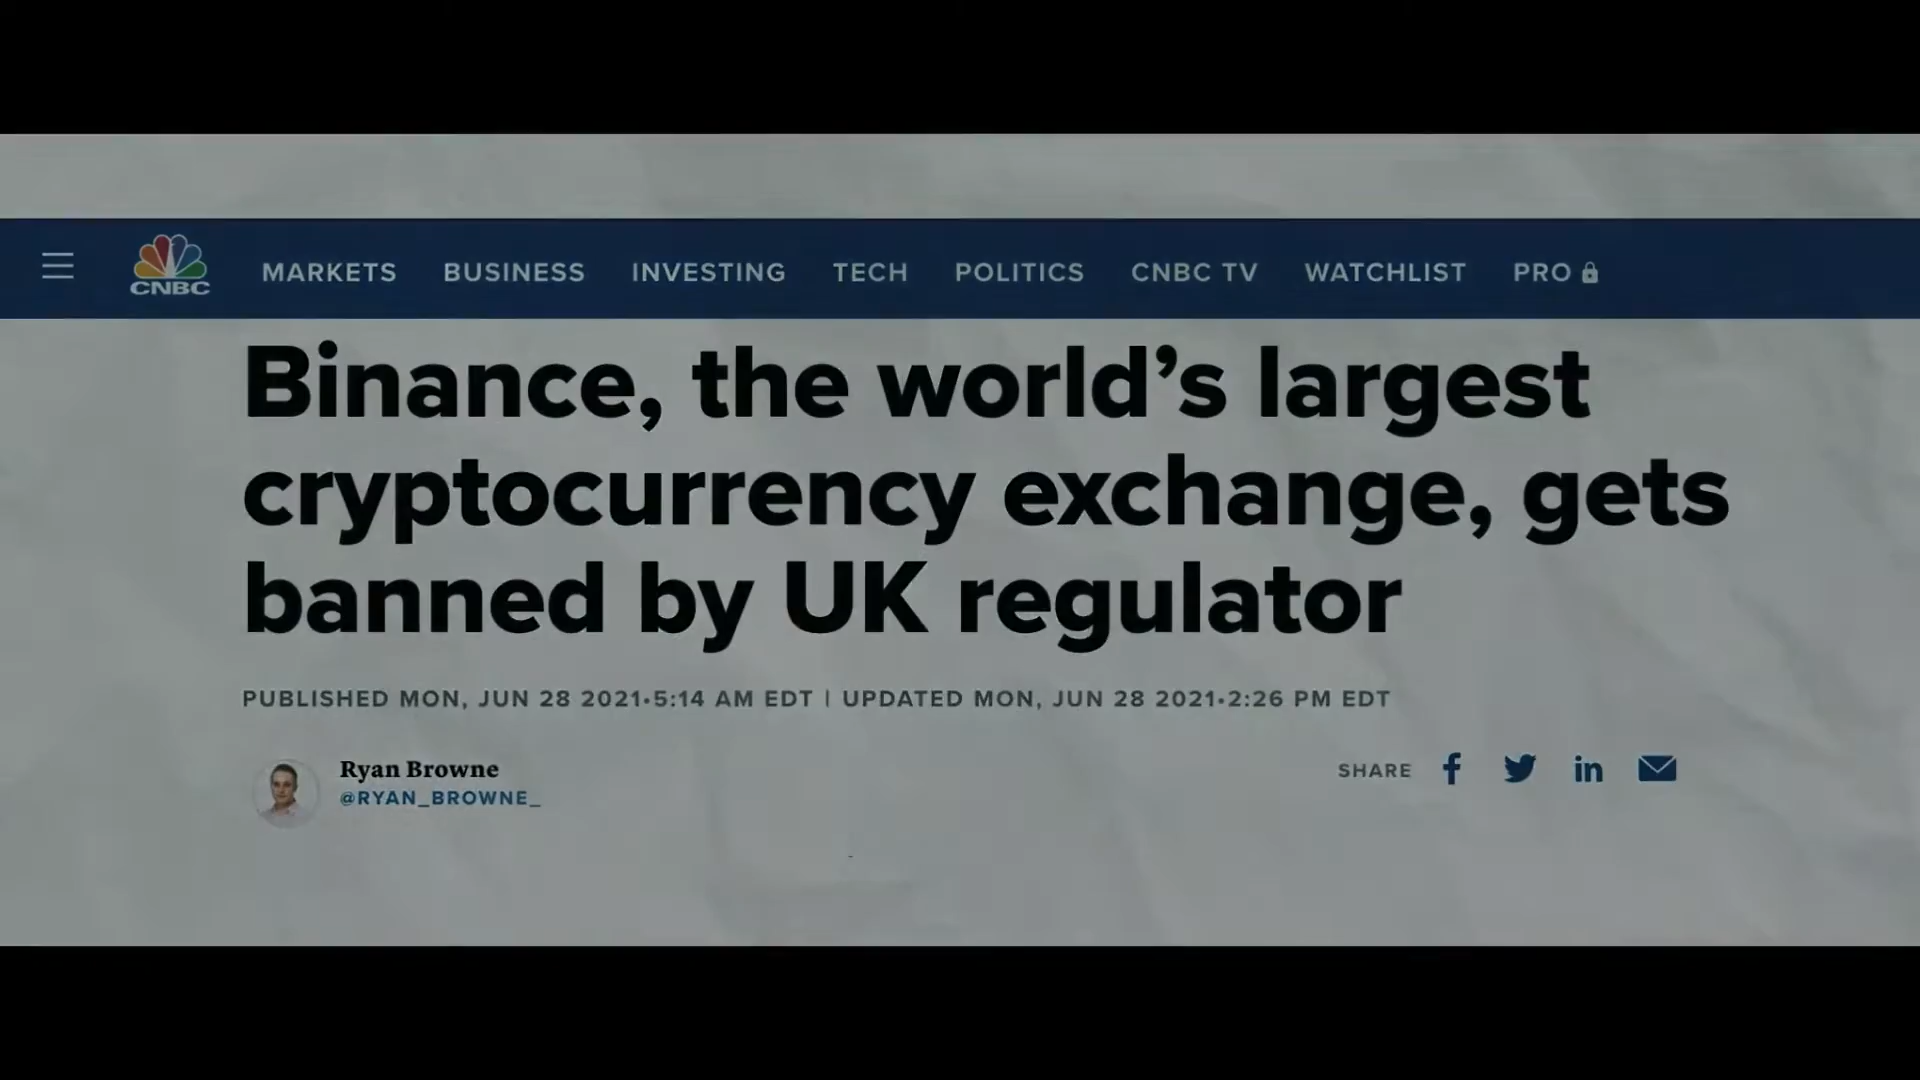 CNBC MARKETS BUSINESS INVESTING TECH POLITICS CNBC TV WATCHLIST PRO
Binance, the world’s largest
cryptocurrency exchange, gets
banned by UK regulator
PUBLISHED MON, JUN 28 2021•5:14 AM EDT | UPDATED MON, JUN 28 2021•2:26 PM EDT
Ryan Browne
@RYAN_BROWNE_
SHARE